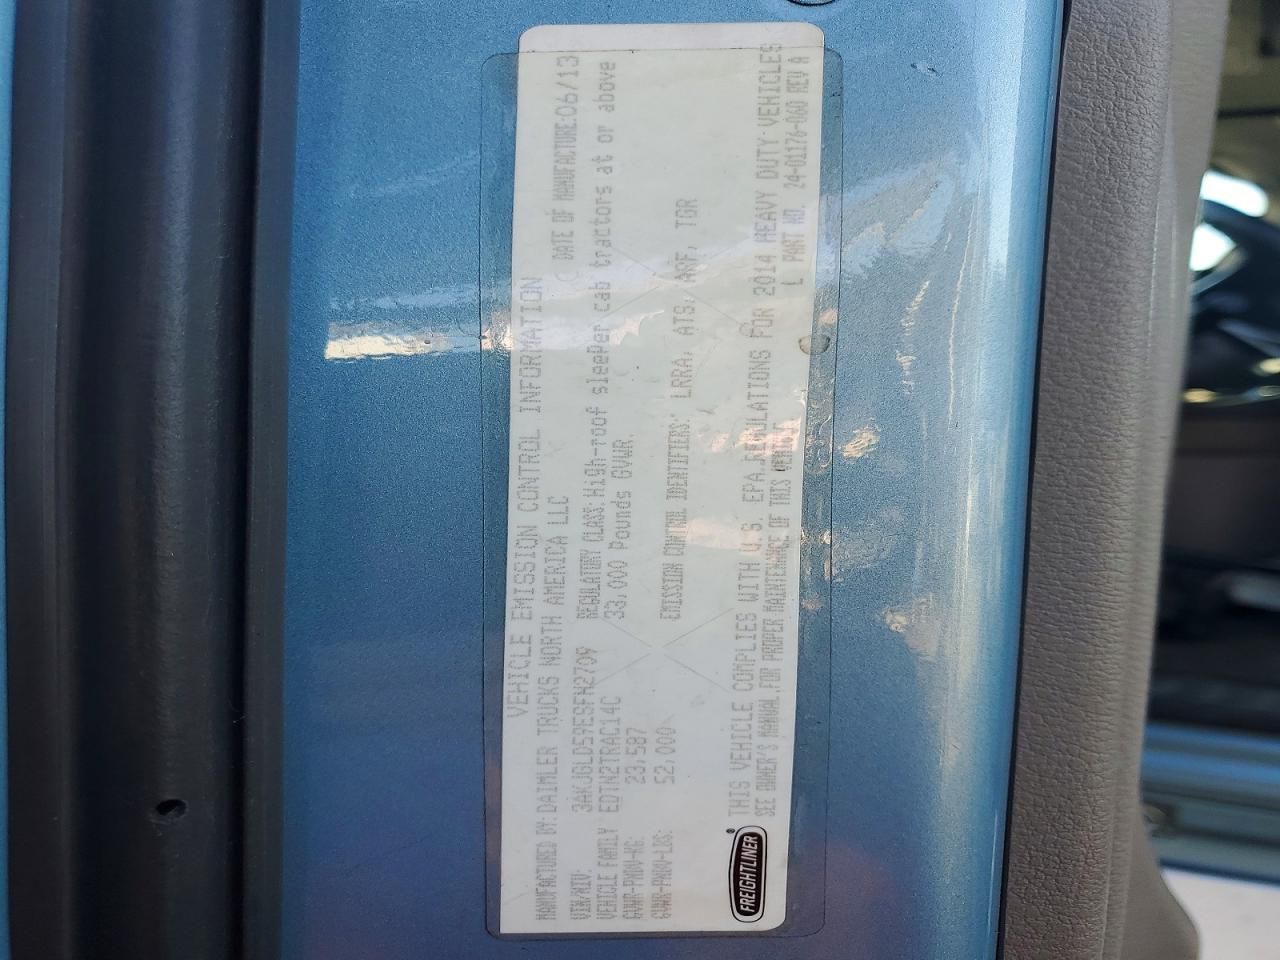 VEHICLE EMISSION CONTROL INFORMATION
MANUFACTURED BY: DAIMLER TRUCKS NORTH AMERICA LLC DATE OF MANUFACTURE: 06/13
VIN/NIV: 3AKJGLD59ESFH2709 REGULATORY CLASS: High-roof sleeper cab tractors at or above
VEHICLE FAMILY EDTN2TRAC14C 33,000 Pounds GVWR.
GVWR-PNBV-KG: 23,587
GVWR-PNBV-LBS: 52,000 EMISSION CONTROL IDENTIFIERS: LRRA, ATS, ARF, TGR
THIS VEHICLE COMPLIES WITH U.S. EPA REGULATIONS FOR 2014 HEAVY DUTY VEHICLES
SEE OWNER'S MANUAL FOR PROPER MAINTENANCE OF THIS VEHICLE L PART NO. 24-01176-060 REV A
FREIGHTLINER